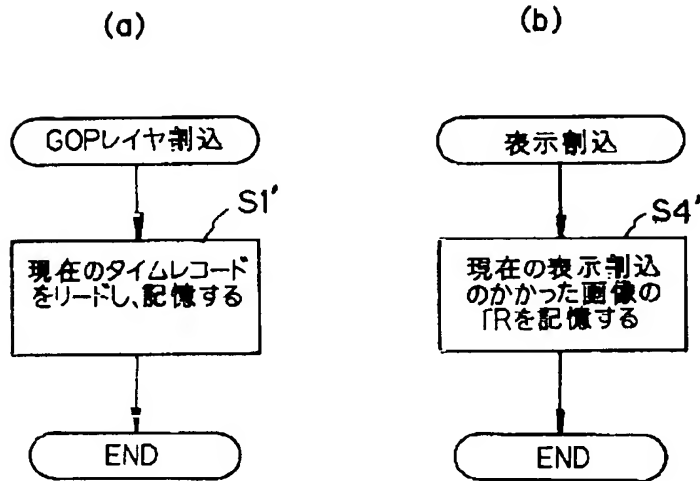 (a)
GOPレイヤ割込
S1'
現在のタイムレコード
をリードし、記憶する
END
(b)
表示割込
S4'
現在の表示割込
のかかった画像の
TRを記憶する
END